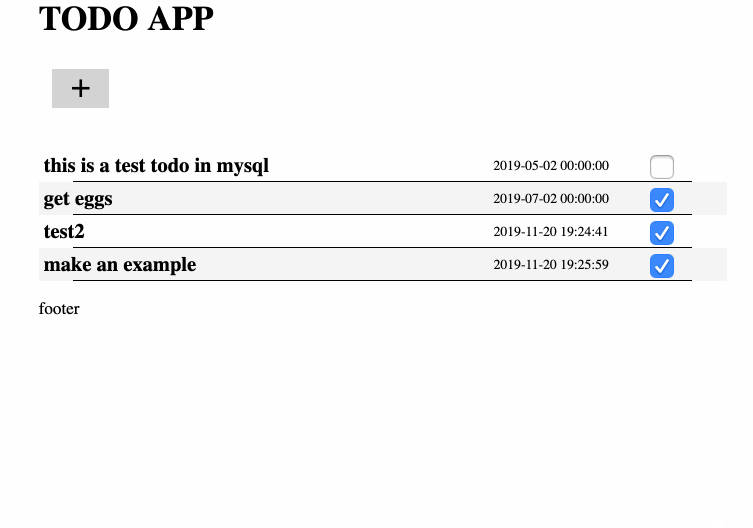 TODO APP
+
this is a test todo in mysql 2019-05-02 00:00:00
get eggs 2019-07-02 00:00:00
test2 2019-11-20 19:24:41
make an example 2019-11-20 19:25:59
footer